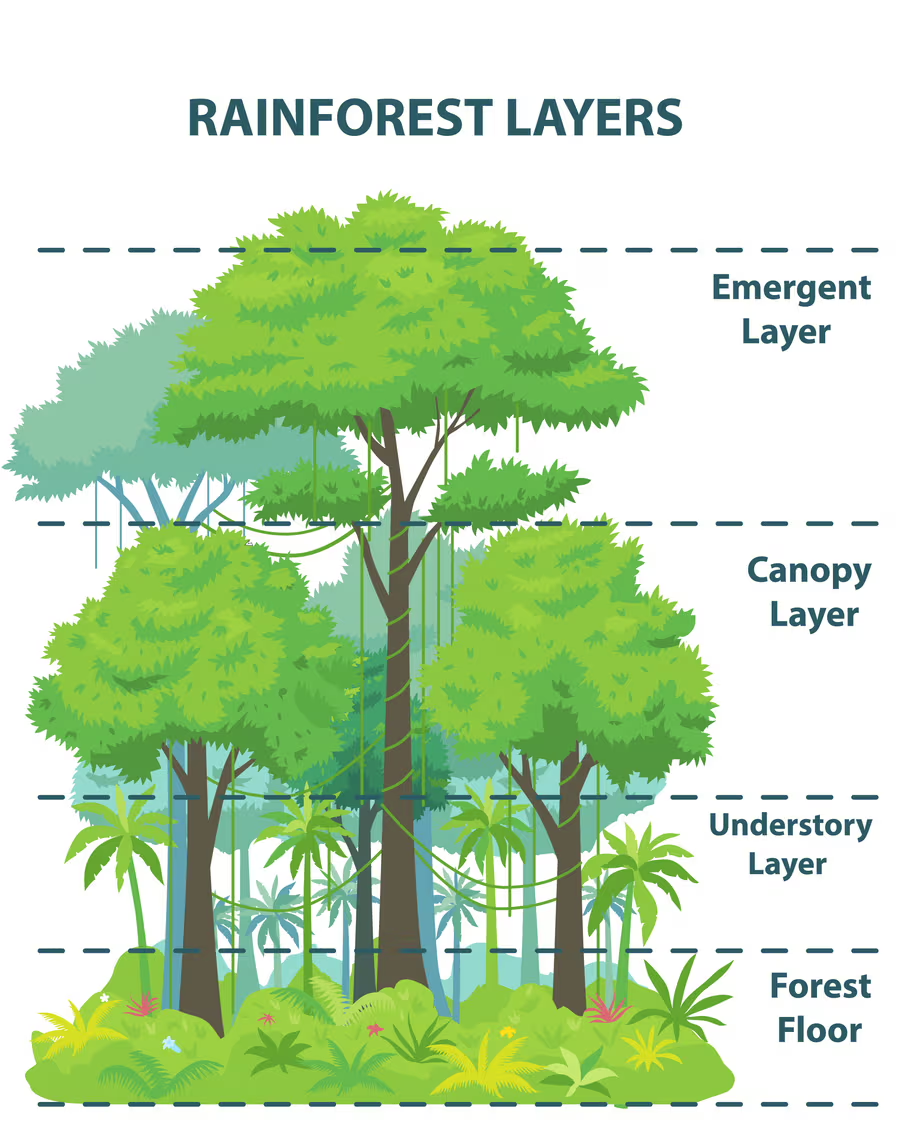 RAINFOREST LAYERS
Emergent
Layer
Canopy
Layer
Understory
Layer
Forest
Floor